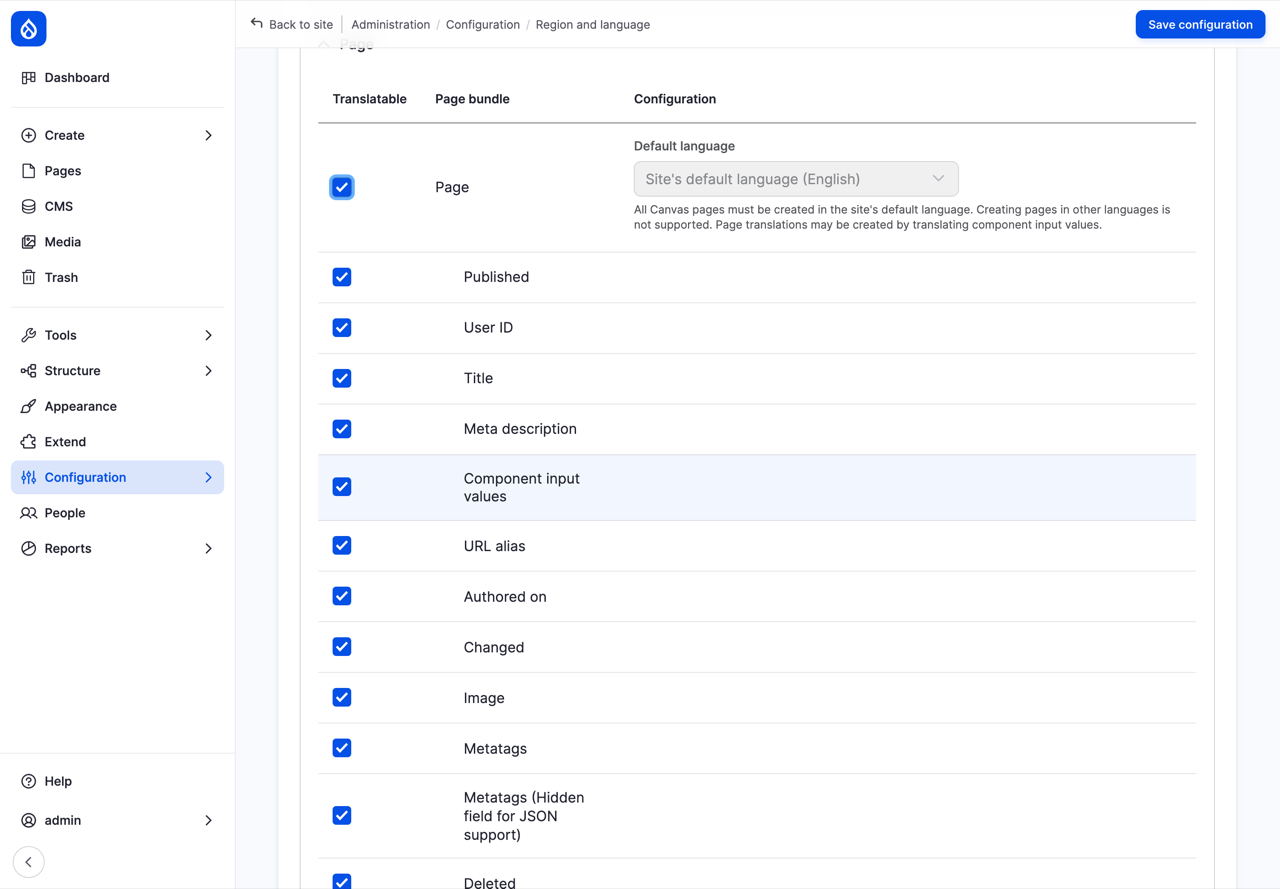 Back to site
Administration / Configuration / Region and language
Save configuration
Dashboard
Create
Pages
CMS
Media
Trash
Tools
Structure
Appearance
Extend
Configuration
People
Reports
Help
admin
Page
Translatable
Page bundle
Configuration
Page
Default language
Site's default language (English)
All Canvas pages must be created in the site's default language. Creating pages in other languages is
not supported. Page translations may be created by translating component input values.
Published
User ID
Title
Meta description
Component input
values
URL alias
Authored on
Changed
Image
Metatags
Metatags (Hidden
field for JSON
support)
Deleted